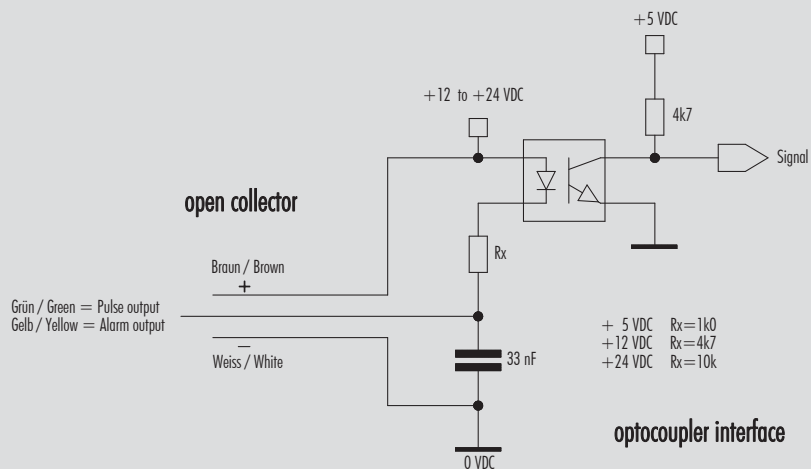 +5 VDC
+12 to +24 VDC
4k7
Signal
open collector
Rx
Braun / Brown
+
Grün / Green = Pulse output
Gelb / Yellow = Alarm output
–
Weiss / White
33 nF
+ 5 VDC Rx=1k0
+12 VDC Rx=4k7
+24 VDC Rx=10k
optocoupler interface
0 VDC